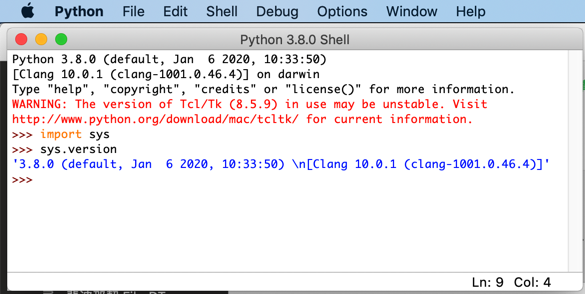 Python File Edit Shell Debug Options Window Help
Python 3.8.0 Shell
Python 3.8.0 (default, Jan  6 2020, 10:33:50)
[Clang 10.0.1 (clang-1001.0.46.4)] on darwin
Type "help", "copyright", "credits" or "license()" for more information.
WARNING: The version of Tcl/Tk (8.5.9) in use may be unstable. Visit
http://www.python.org/download/mac/tcltk/ for current information.
>>> import sys
>>> sys.version
'3.8.0 (default, Jan  6 2020, 10:33:50) \n[Clang 10.0.1 (clang-1001.0.46.4)]'
>>>
Ln: 9 Col: 4